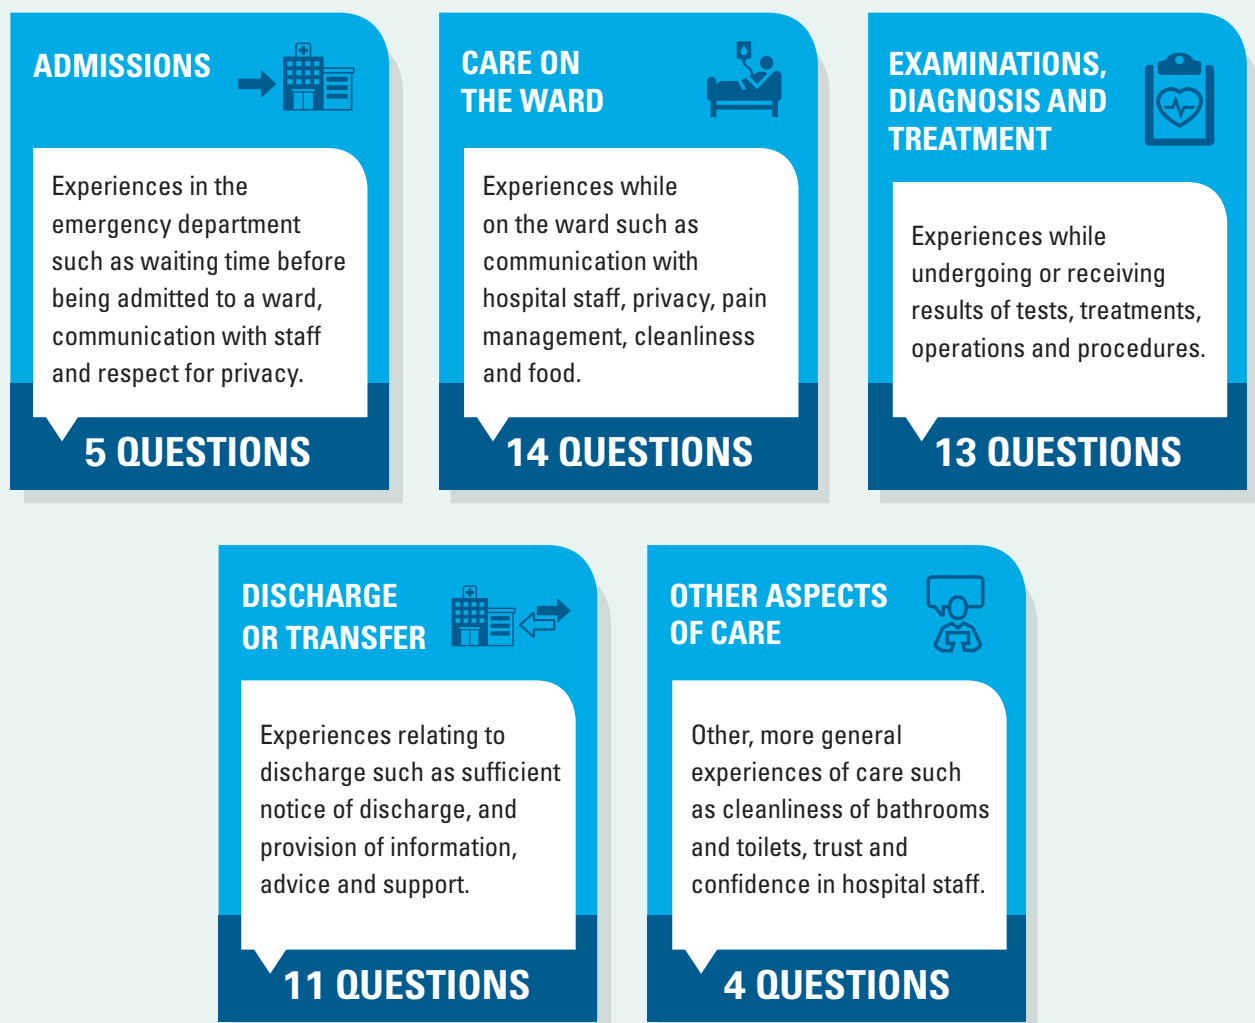 ADMISSIONS
Experiences in the
emergency department
such as waiting time before
being admitted to a ward,
communication with staff
and respect for privacy.
5 QUESTIONS
CARE ON
THE WARD
Experiences while
on the ward such as
communication with
hospital staff, privacy, pain
management, cleanliness
and food.
14 QUESTIONS
EXAMINATIONS,
DIAGNOSIS AND
TREATMENT
Experiences while
undergoing or receiving
results of tests, treatments,
operations and procedures.
13 QUESTIONS
DISCHARGE
OR TRANSFER
Experiences relating to
discharge such as sufficient
notice of discharge, and
provision of information,
advice and support.
11 QUESTIONS
OTHER ASPECTS
OF CARE
Other, more general
experiences of care such
as cleanliness of bathrooms
and toilets, trust and
confidence in hospital staff.
4 QUESTIONS